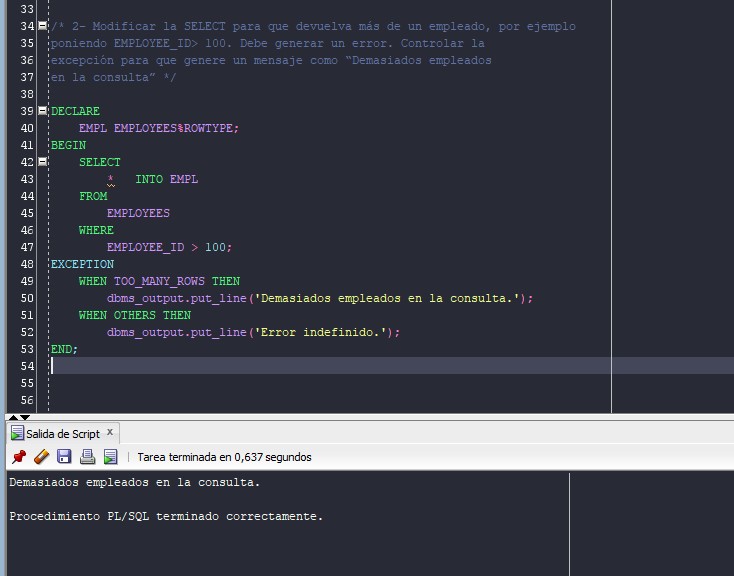 33
34 /* 2- Modificar la SELECT para que devuelva más de un empleado, por ejemplo
35 poniendo EMPLOYEE_ID> 100. Debe generar un error. Controlar la
36 excepción para que genere un mensaje como “Demasiados empleados
37 en la consulta” */
38
39 DECLARE
40 EMPL EMPLOYEES%ROWTYPE;
41 BEGIN
42 SELECT
43 * INTO EMPL
44 FROM
45 EMPLOYEES
46 WHERE
47 EMPLOYEE_ID > 100;
48 EXCEPTION
49 WHEN TOO_MANY_ROWS THEN
50 dbms_output.put_line('Demasiados empleados en la consulta.');
51 WHEN OTHERS THEN
52 dbms_output.put_line('Error indefinido.');
53 END;
54
55
56
Salida de Script x
Tarea terminada en 0,637 segundos
Demasiados empleados en la consulta.
Procedimiento PL/SQL terminado correctamente.